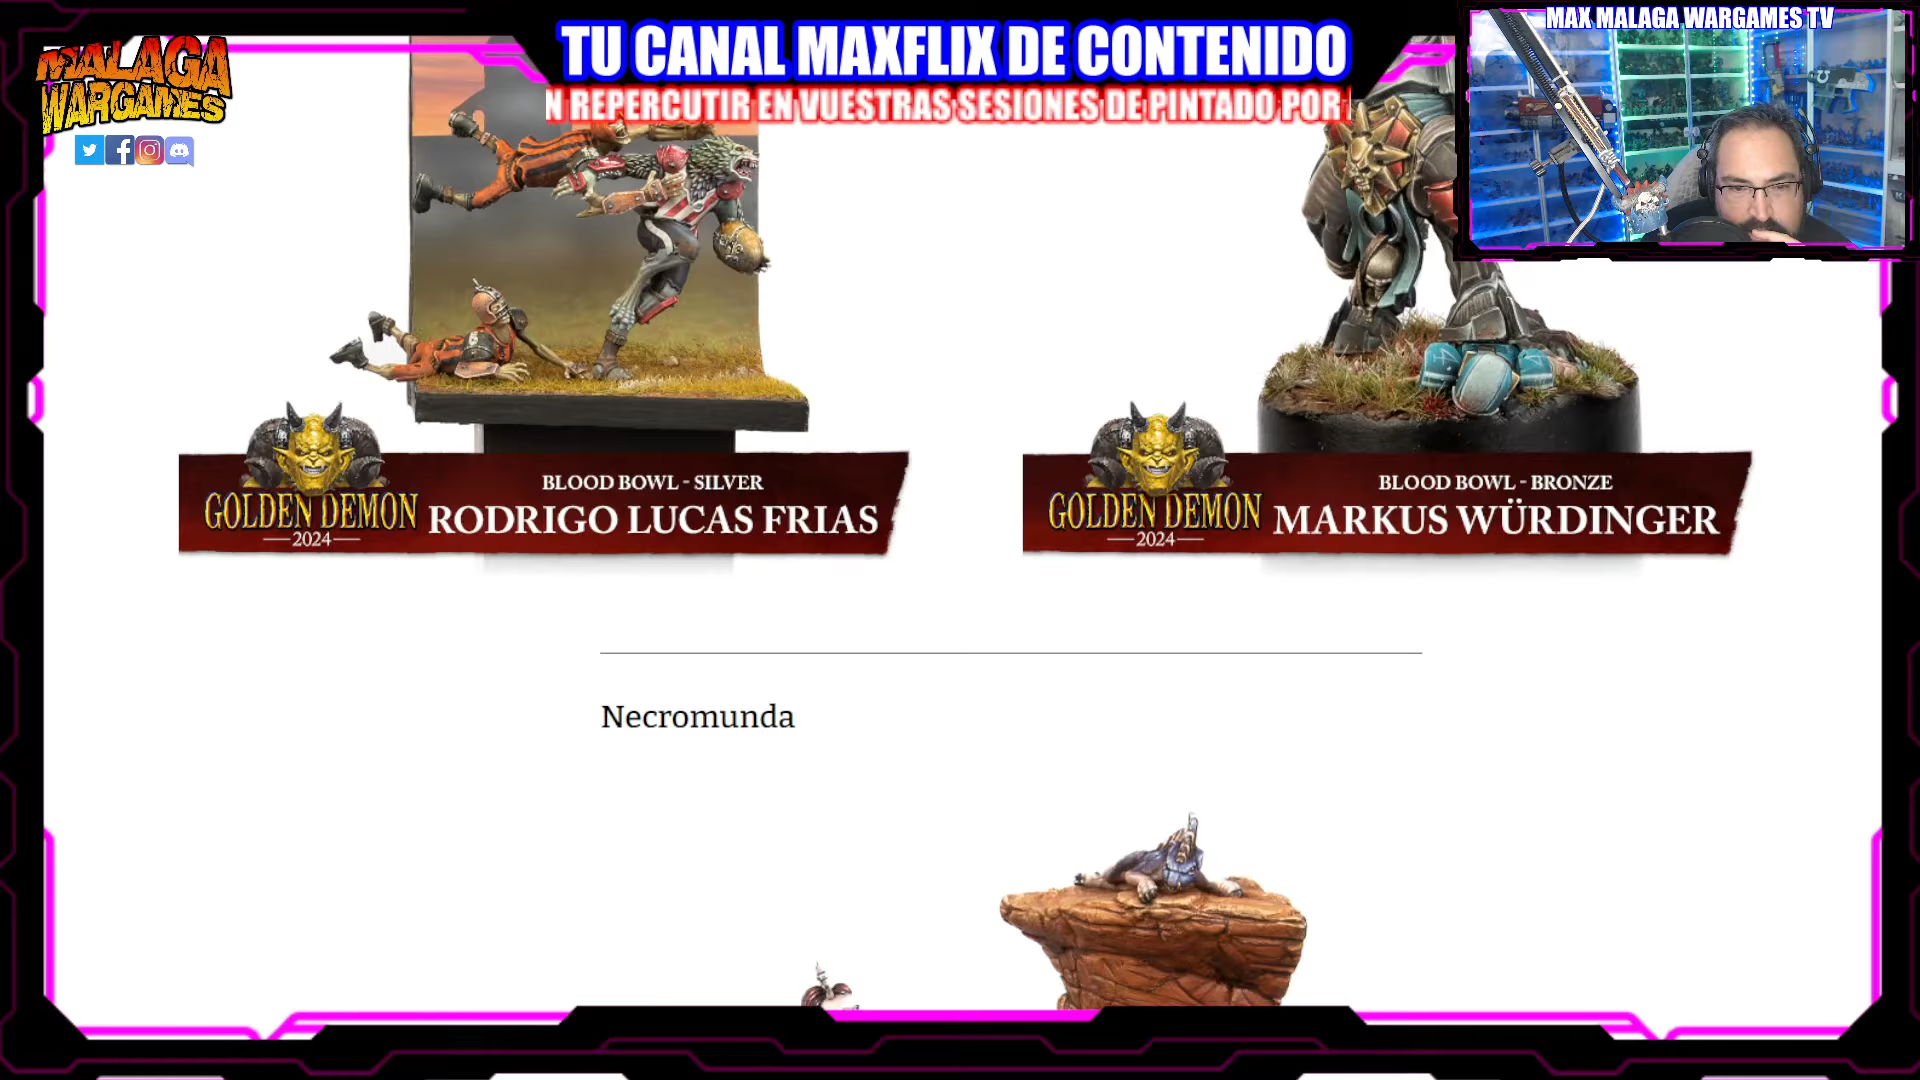 MALAGA
WARGAMES
TU CANAL MAXFLIX DE CONTENIDO
N REPERCUTIR EN VUESTRAS SESIONES DE PINTADO POR
MAX MALAGA WARGAMES TV
6
BLOOD BOWL - SILVER
GOLDEN DEMON
2024
RODRIGO LUCAS FRIAS
BLOOD BOWL - BRONZE
GOLDEN DEMON
2024
MARKUS WÜRDINGER
Necromunda